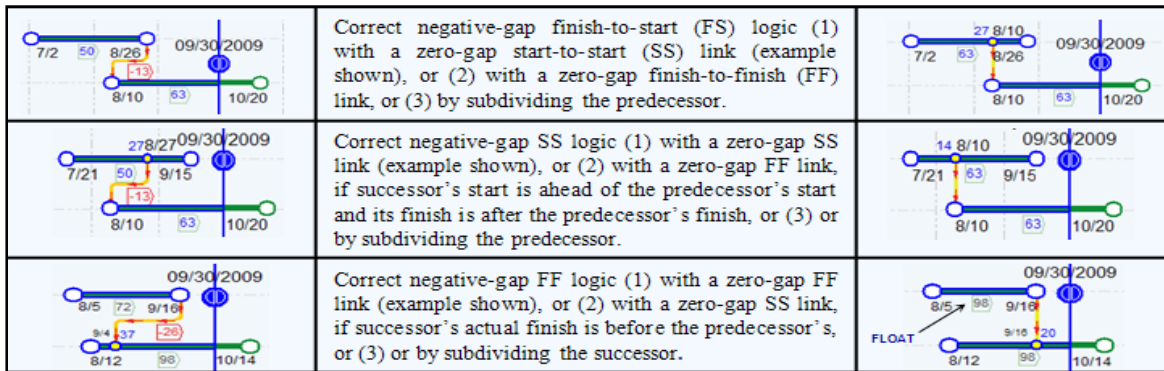 09/30/2009
7/2 50 8/26
-13
8/10 63 10/20
Correct negative-gap finish-to-start (FS) logic (1)
with a zero-gap start-to-start (SS) link (example
shown), or (2) with a zero-gap finish-to-finish (FF)
link, or (3) by subdividing the predecessor.
27 8/10 09/30/2009
7/2 63 8/26
8/10 63 10/20
27 8/27 09/30/2009
7/21 50 9/15
-13
8/10 63 10/20
Correct negative-gap SS logic (1) with a zero-gap SS
link (example shown), or (2) with a zero-gap FF link,
if successor's start is ahead of the predecessor's start
and its finish is after the predecessor's finish, or (3) or
by subdividing the predecessor.
09/30/2009
14 8/10
7/21 63 9/15
8/10 63 10/20
09/30/2009
8/5 72 9/16
9/4 37 -26
8/12 98 10/14
Correct negative-gap FF logic (1) with a zero-gap FF
link (example shown), or (2) with a zero-gap SS link,
if successor's actual finish is before the predecessor's,
or (3) or by subdividing the successor.
09/30/2009
8/5 98 9/16
FLOAT 9/16 20
8/12 98 10/14